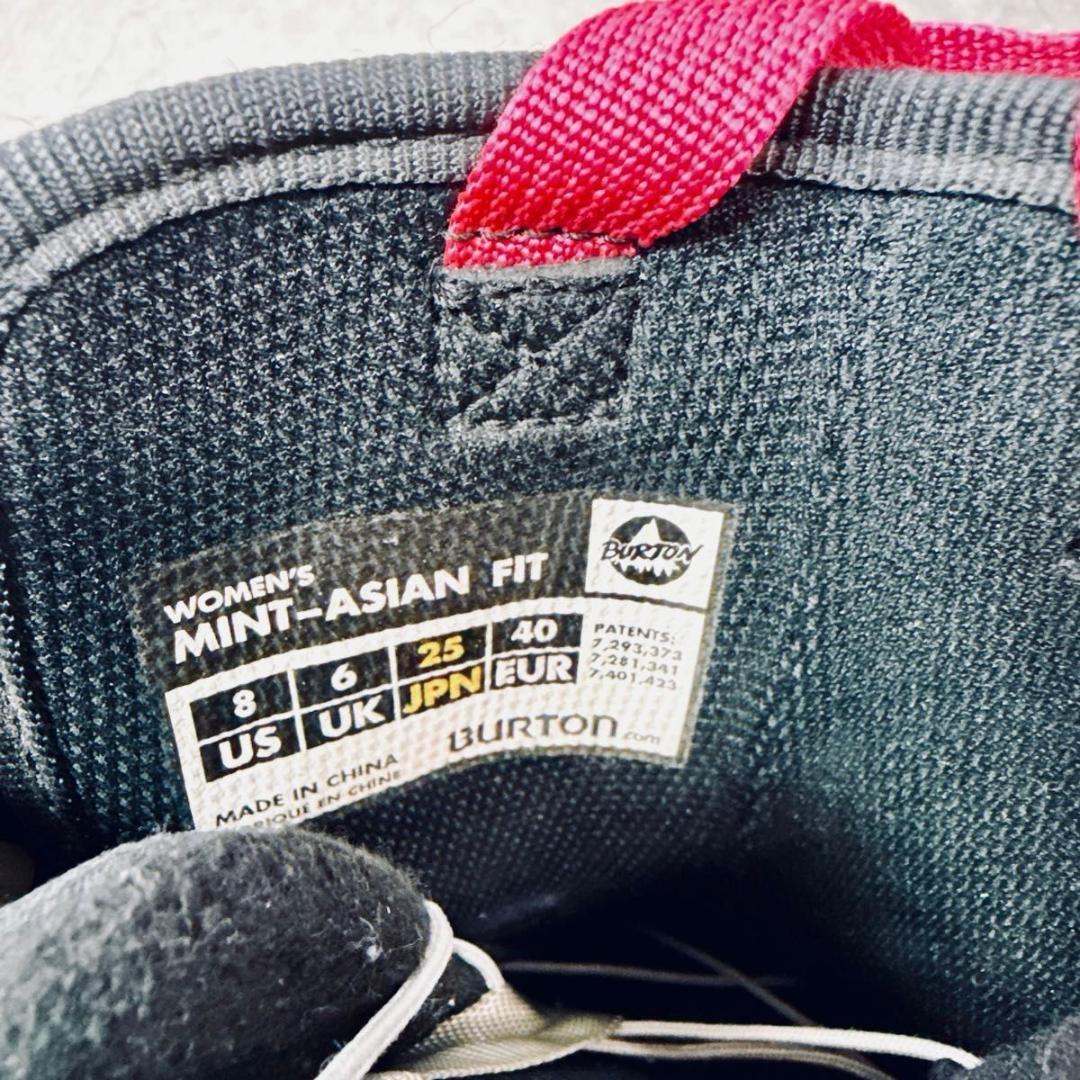 WOMEN'S
MINT-ASIAN FIT
BURTON
8 6 25 40
US UK JPN EUR
PATENTS:
7,293,373
7,281,341
7,401,423
BURTON.com
MADE IN CHINA
EN CHINE